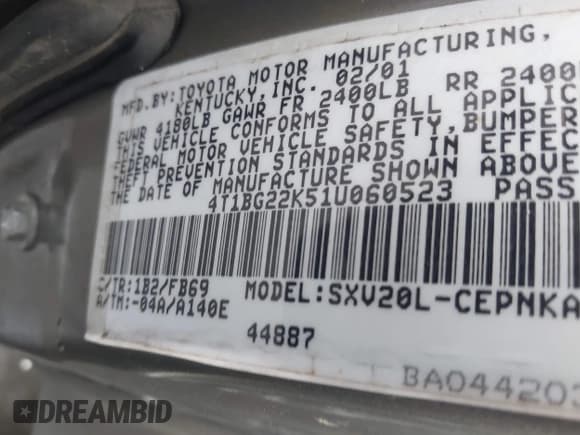 MFD.BY:TOYOTA MOTOR MANUFACTURING,
KENTUCKY,INC. 02/01
GVWR 4180LB GAWR FR 2400LB RR 2400
THIS VEHICLE CONFORMS TO ALL APPLIC
FEDERAL MOTOR VEHICLE SAFETY,BUMPER
THEFT PREVENTION STANDARDS IN EFFEC
THE DATE OF MANUFACTURE SHOWN ABOVE
4T1BG22K51U060523 PASS
C/TR:1B2/FB69 MODEL:SXV20L-CEPNKA
A/TM:-04A/A140E
44887
BA04420
DREAMBID